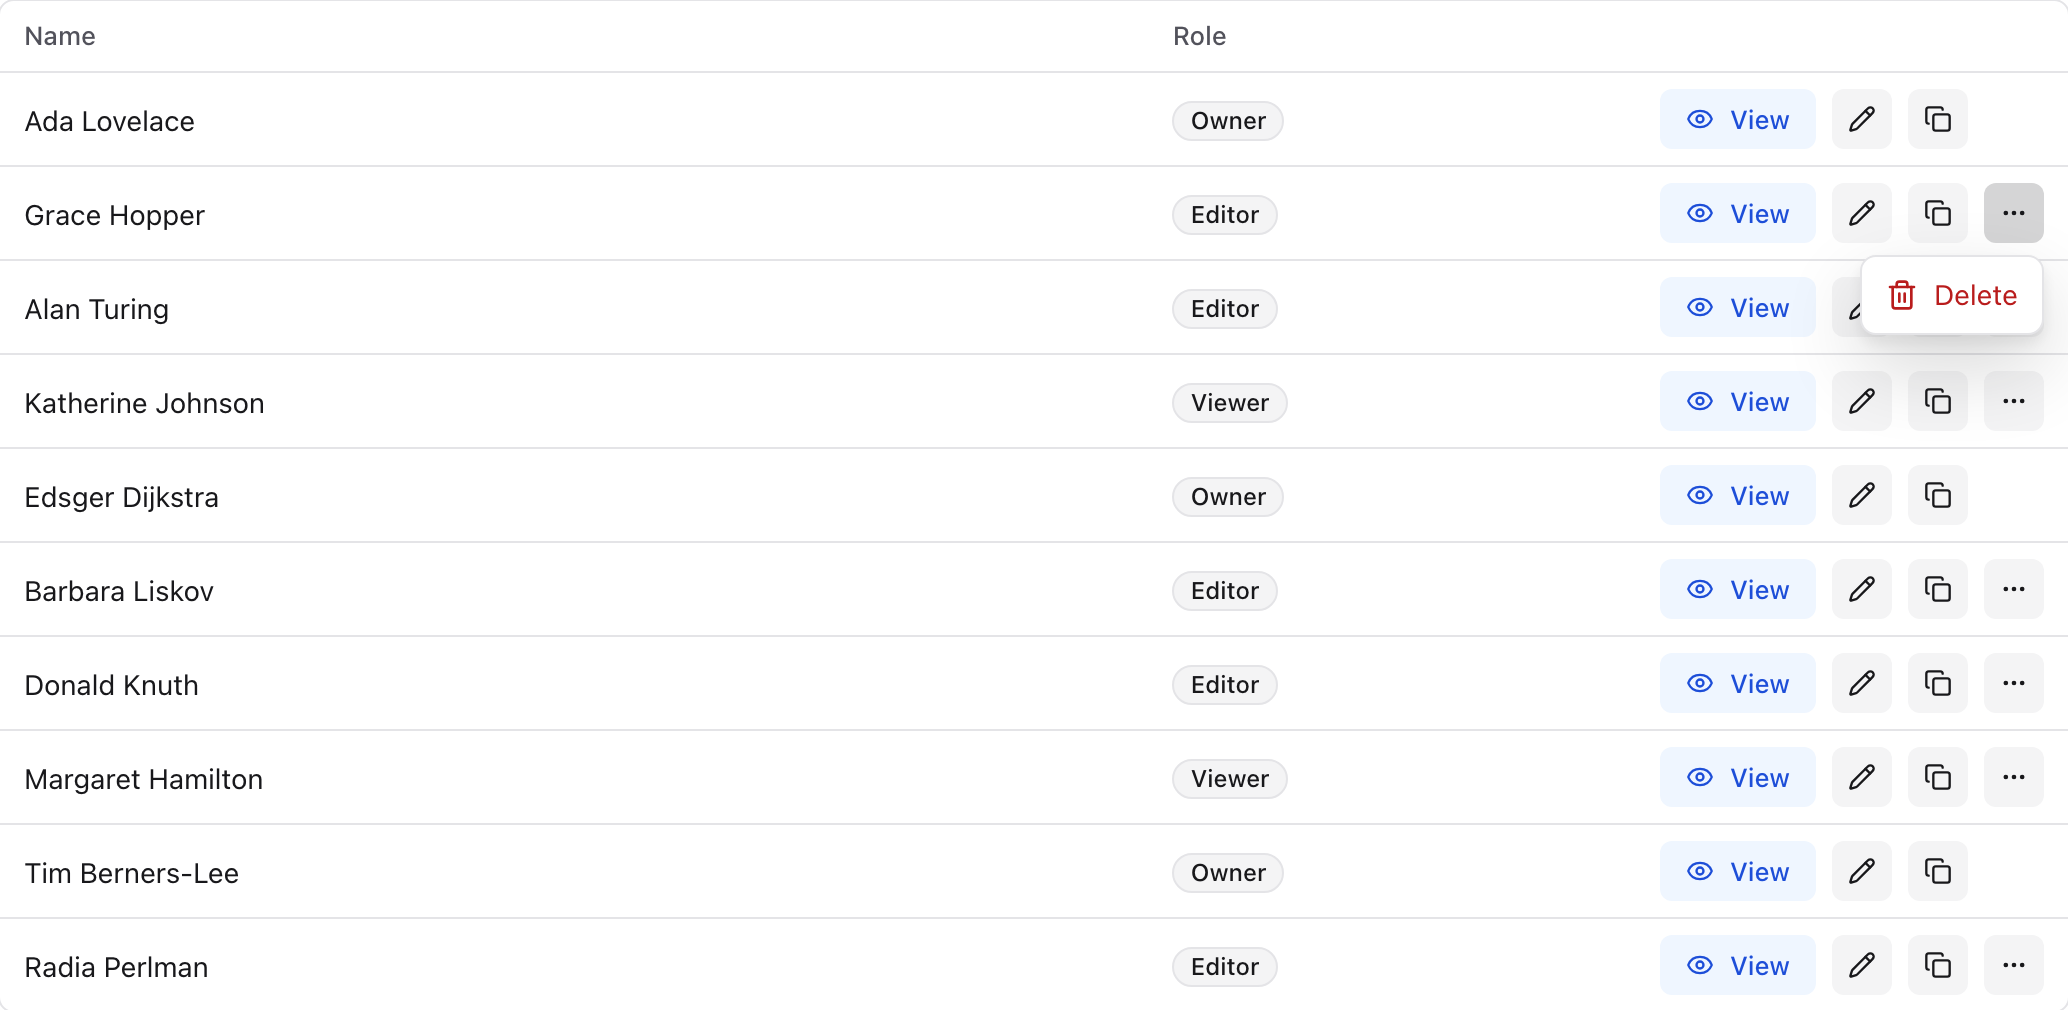 Name Role
Ada Lovelace Owner View
Grace Hopper Editor View
Alan Turing Editor View
Delete
Katherine Johnson Viewer View
Edsger Dijkstra Owner View
Barbara Liskov Editor View
Donald Knuth Editor View
Margaret Hamilton Viewer View
Tim Berners-Lee Owner View
Radia Perlman Editor View